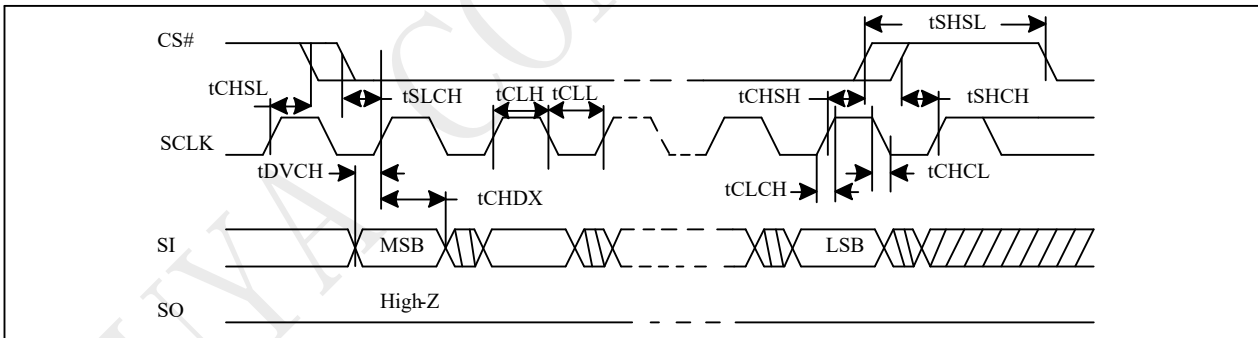 tSHSL
CS#
tCHSL
tSLCH
tCLH
tCLL
tCHSH
tSHCH
SCLK
tDVCH
tCHDX
tCLCH
tCHCL
SI
MSB
LSB
SO
High-Z